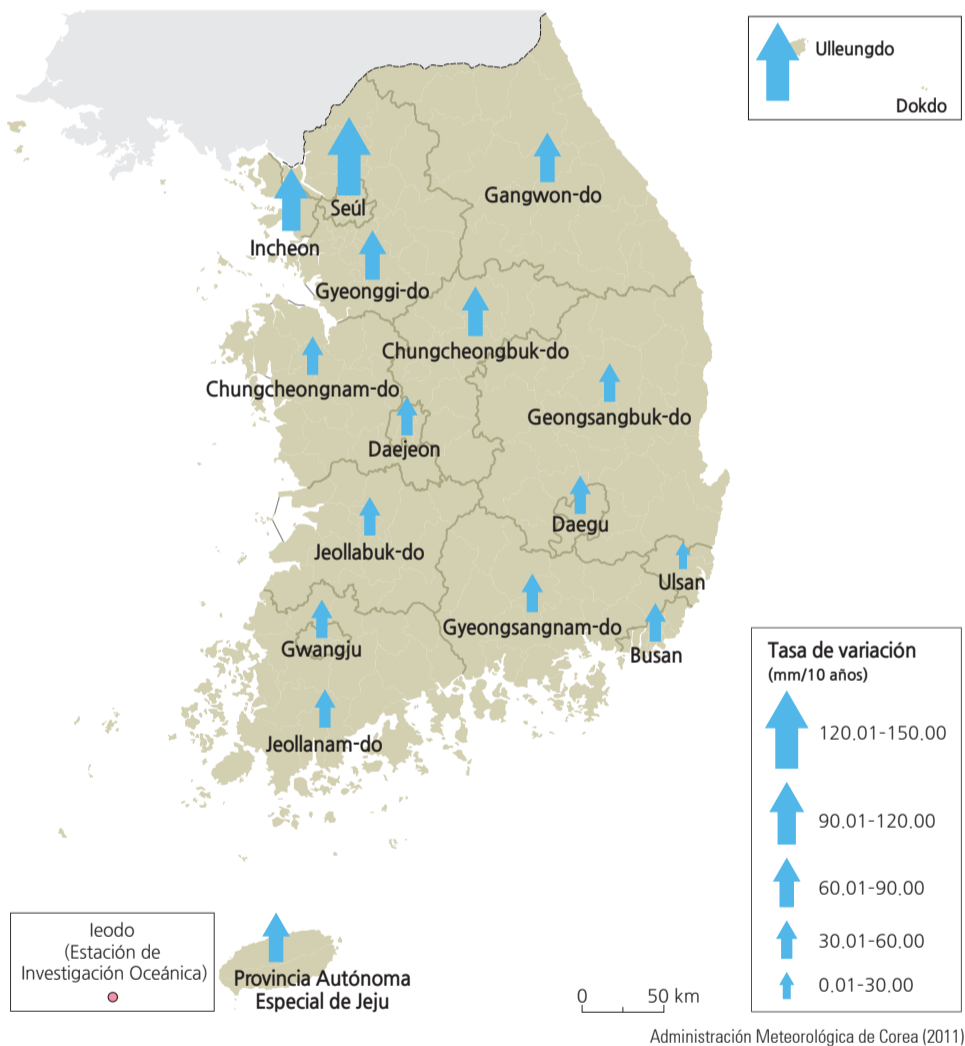 Ulleungdo
Dokdo
Gangwon-do
Seúl
Incheon
Gyeonggi-do
Chungcheongbuk-do
Chungcheongnam-do
Geongsangbuk-do
Daejeon
Daegu
Jeollabuk-do
Ulsan
Gyeongsangnam-do
Gwangju
Busan
Jeollanam-do
Tasa de variación
(mm/10 años)
120.01-150.00
90.01-120.00
60.01-90.00
30.01-60.00
0.01-30.00
Ieodo
(Estación de
Investigación Oceánica)
Provincia Autónoma
Especial de Jeju
0 50 km
Administración Meteorológica de Corea (2011)